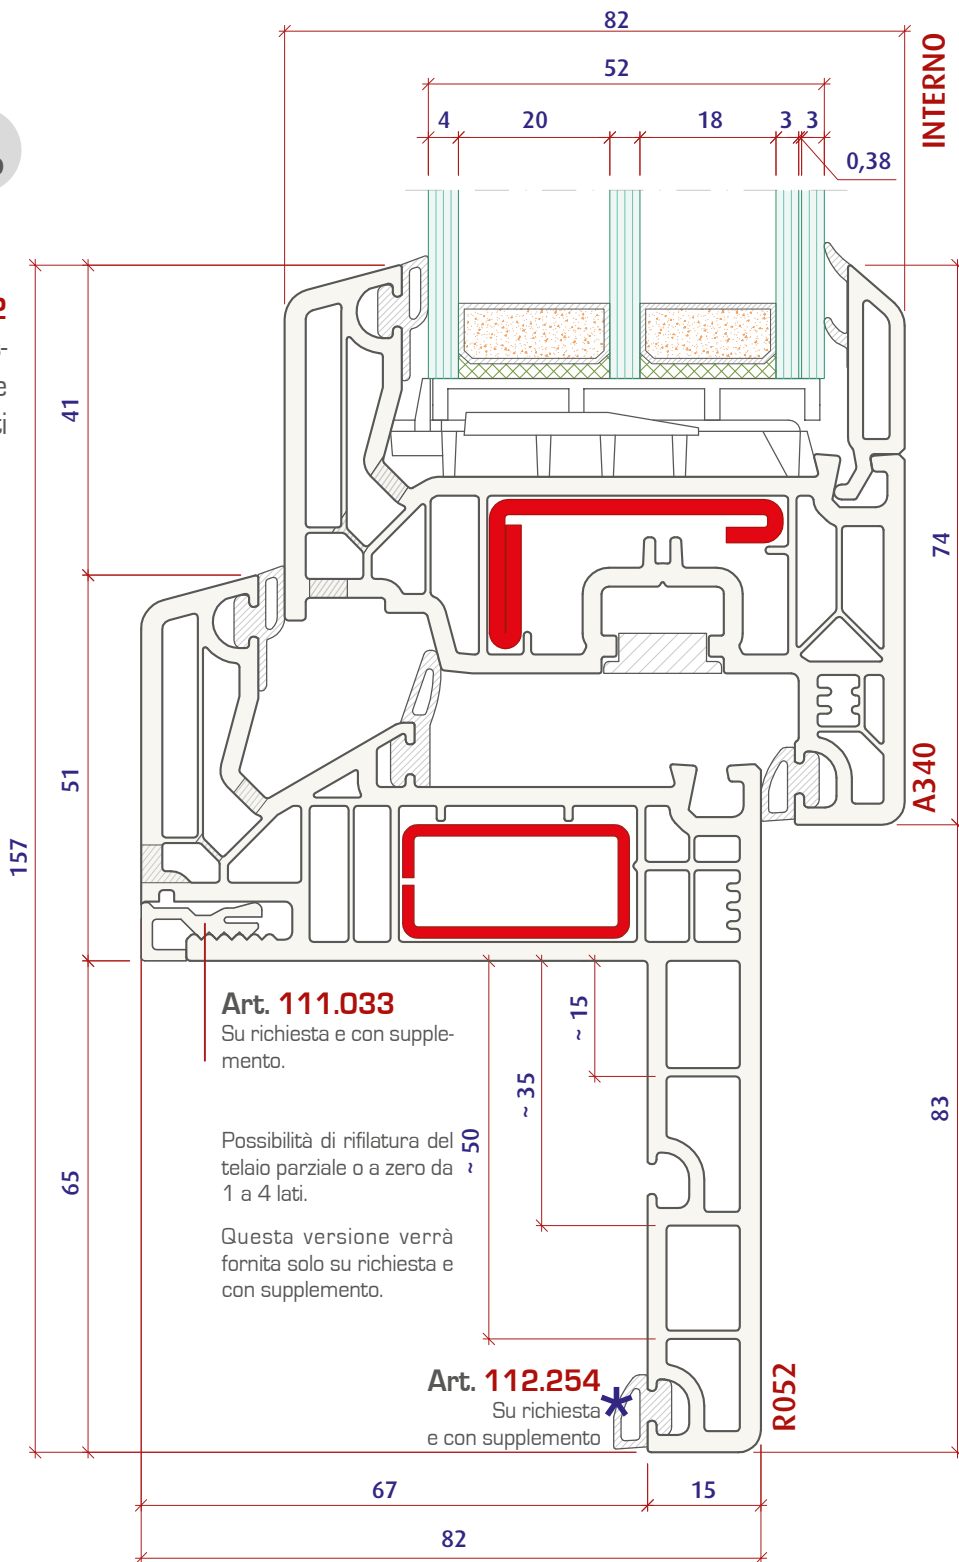 82
INTERNO
52
4 20 18 3 3
0,38
-
e
ti
41
74
51
A340
157
Art. 111.033
Su richiesta e con supple-
mento.
~ 15
~ 35
~ 50
83
Possibilità di rifilatura del
telaio parziale o a zero da
1 a 4 lati.
65
Questa versione verrà
fornita solo su richiesta e
con supplemento.
Art. 112.254
*
Su richiesta
e con supplemento
R052
67 15
82